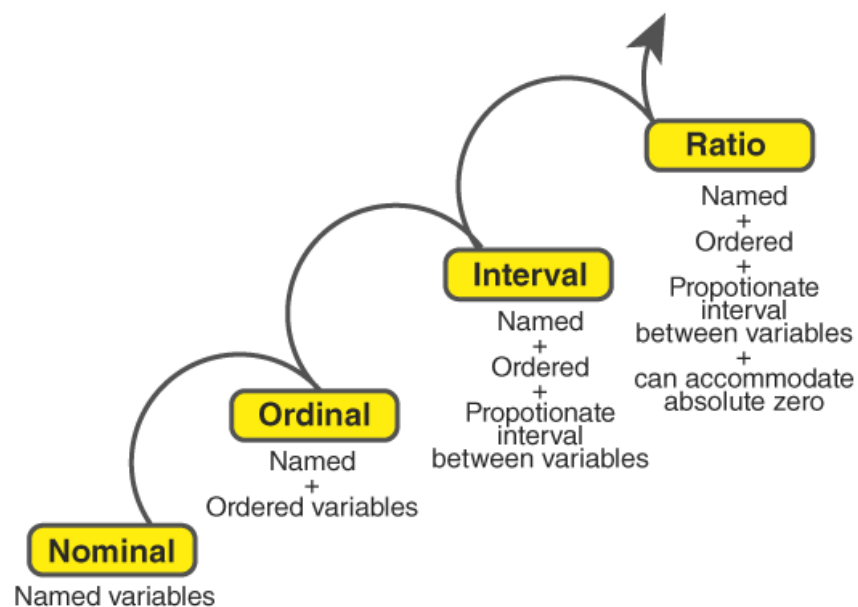 Ratio
Named
+
Ordered
+
Propotionate
interval
between variables
+
can accommodate
absolute zero
Interval
Named
+
Ordered
+
Propotionate
interval
between variables
Ordinal
Named
+
Ordered variables
Nominal
Named variables